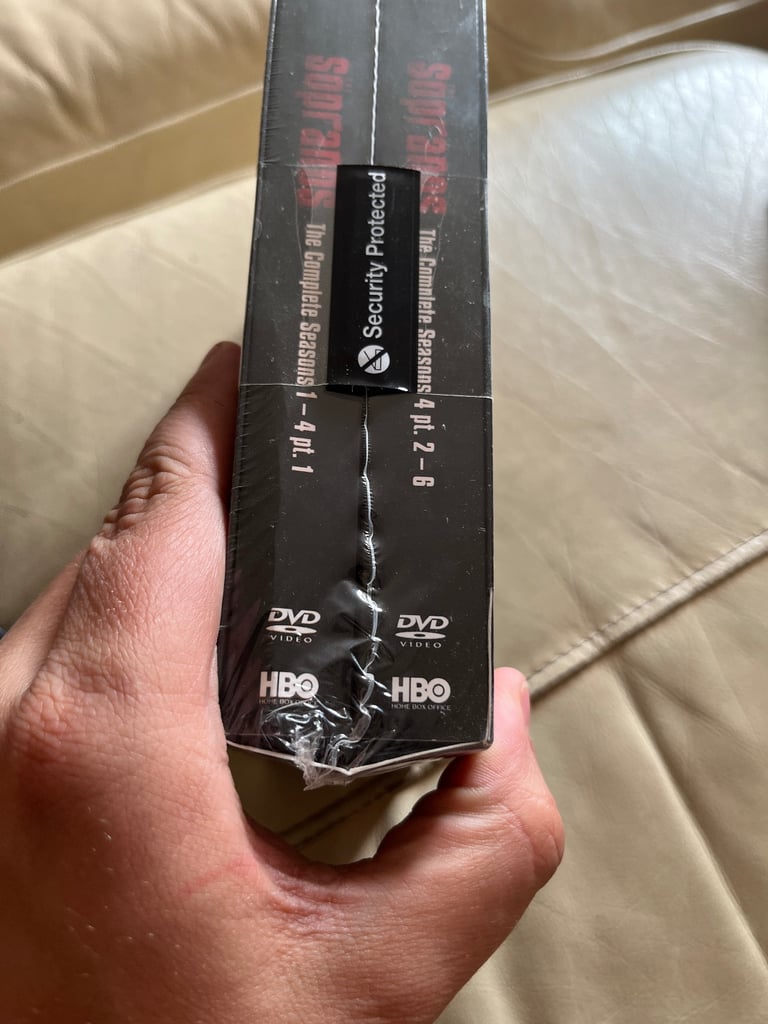 Sopranos
The Complete Seasons 1 – 4 pt. 1
DVD
VIDEO
HBO
HOME BOX OFFICE
Security Protected
Sopranos
The Complete Seasons 4 pt. 2 – 6
DVD
VIDEO
HBO
HOME BOX OFFICE